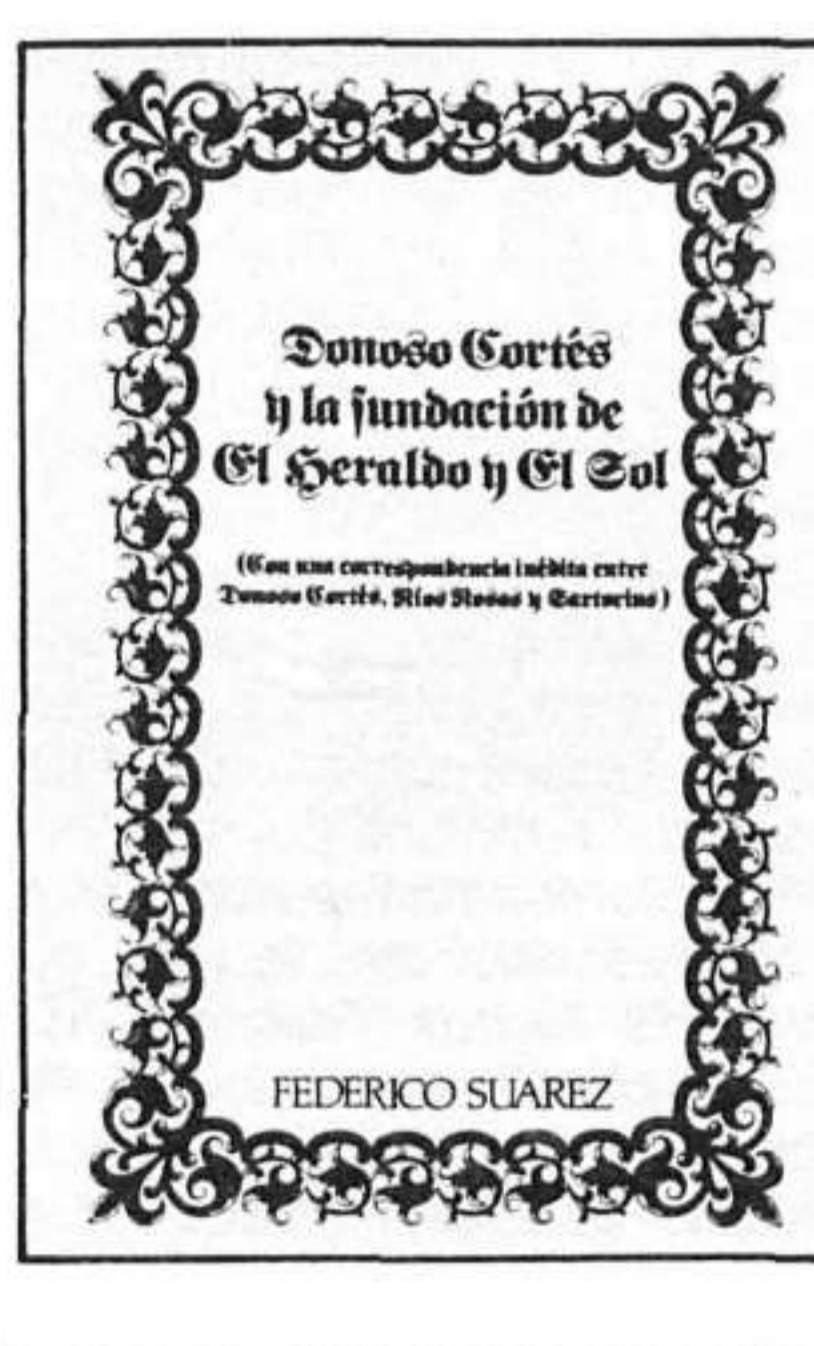 Donoso Cortés
y la fundación de
El Heraldo y El Sol
(Con una correspondencia inédita entre
Donoso Cortés, Ríos Rosas y Sartorius)
FEDERICO SUAREZ